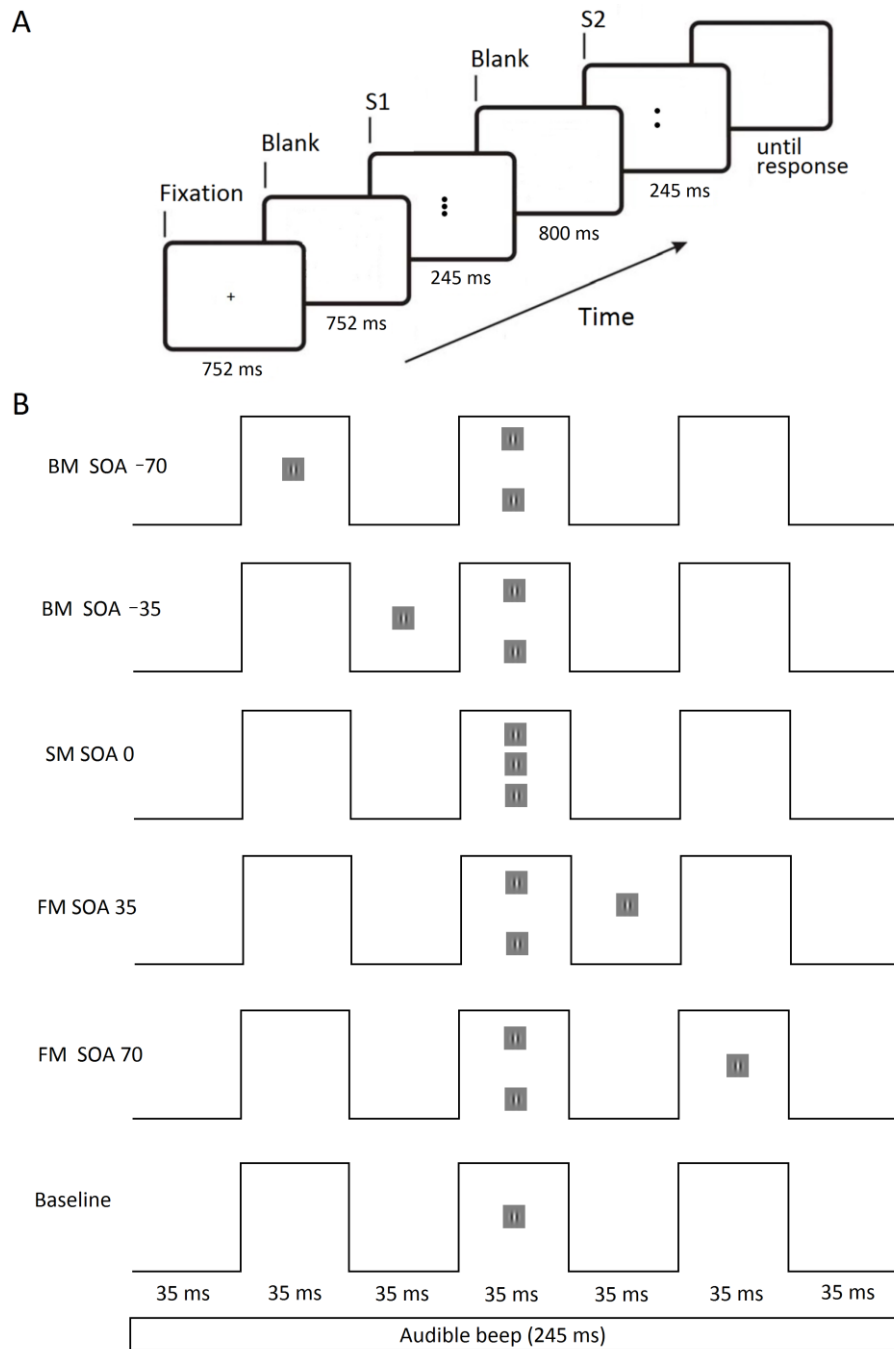 A
Fixation
Blank
S1
Blank
S2
+
752 ms
752 ms
245 ms
800 ms
245 ms
until
response
Time
B
BM SOA -70
BM SOA -35
SM SOA 0
FM SOA 35
FM SOA 70
Baseline
35 ms 35 ms 35 ms 35 ms 35 ms 35 ms 35 ms
Audible beep (245 ms)